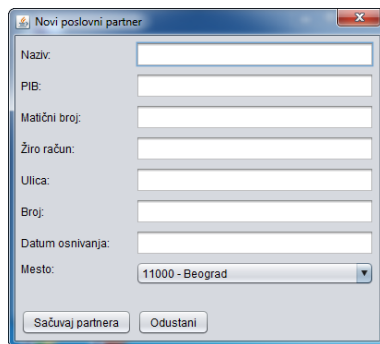 Novi poslovni partner
Naziv:
PIB:
Matični broj:
Žiro račun:
Ulica:
Broj:
Datum osnivanja:
Mesto: 11000 - Beograd
Sačuvaj partnera Odustani